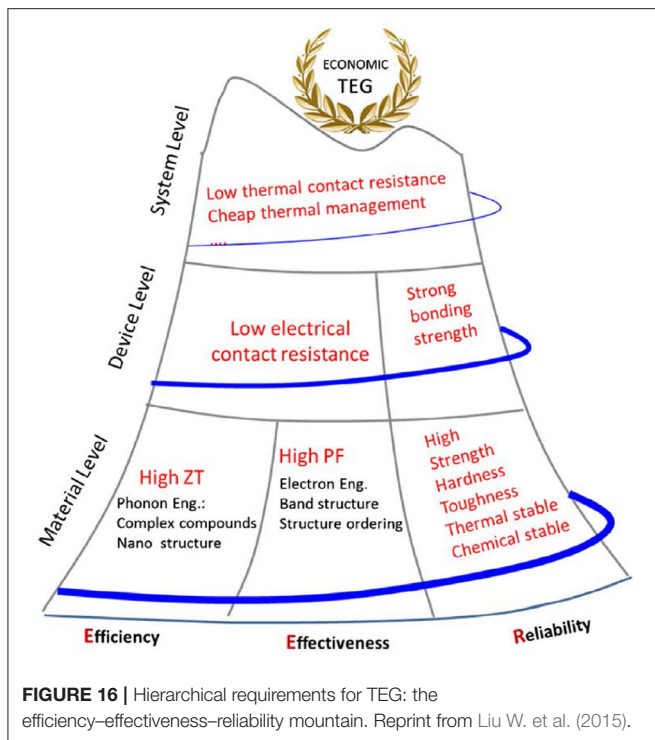 ECONOMIC
TEG
System Level
Low thermal contact resistance
Cheap thermal management
....
Device Level
Low electrical
contact resistance
Strong
bonding
strength
Material Level
High ZT
Phonon Eng.:
Complex compounds
Nano structure
High PF
Electron Eng.
Band structure
Structure ordering
High
Strength
Hardness
Toughness
Thermal stable
Chemical stable
Efficiency
Effectiveness
Reliability
FIGURE 16 | Hierarchical requirements for TEG: the
efficiency–effectiveness–reliability mountain. Reprint from Liu W. et al. (2015).